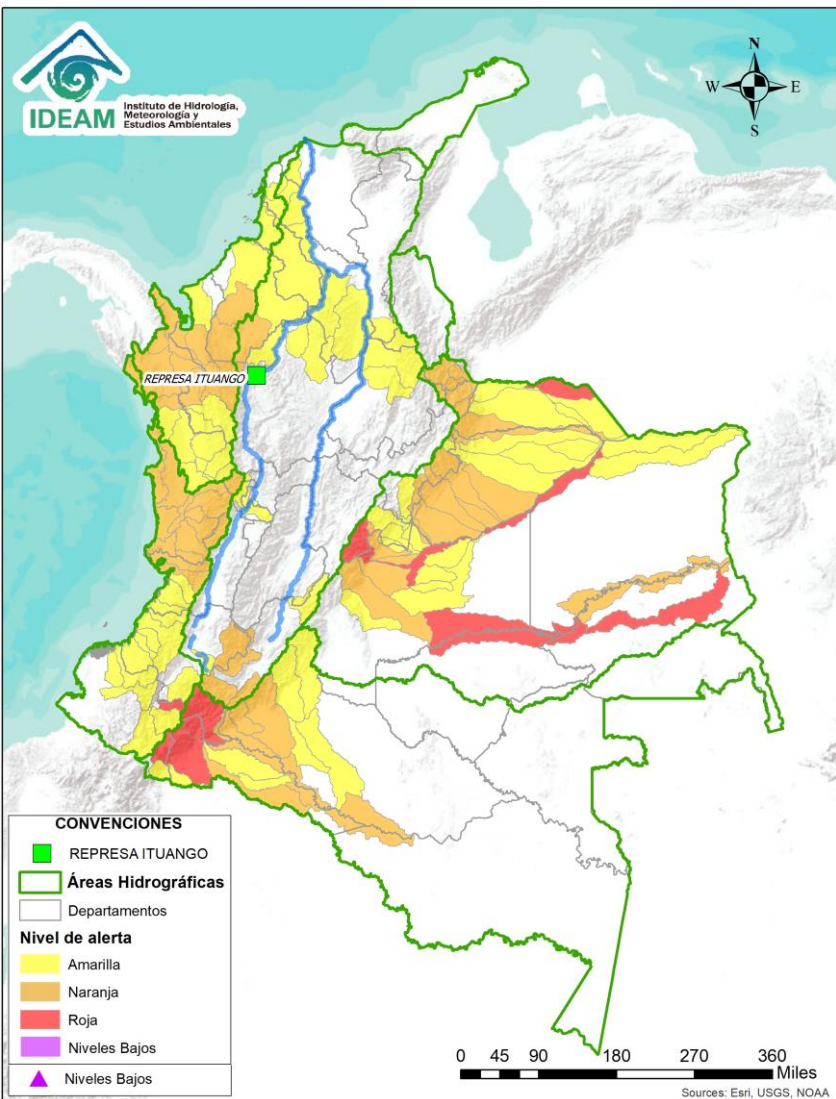 IDEAM
Instituto de Hidrología,
Meteorología y
Estudios Ambientales
N
W
E
S
REPRESA ITUANGO
CONVENCIONES
REPRESA ITUANGO
Áreas Hidrográficas
Departamentos
Nivel de alerta
Amarilla
Naranja
Roja
Niveles Bajos
Niveles Bajos
0 45 90 180 270 360
Miles
Sources: Esri, USGS, NOAA